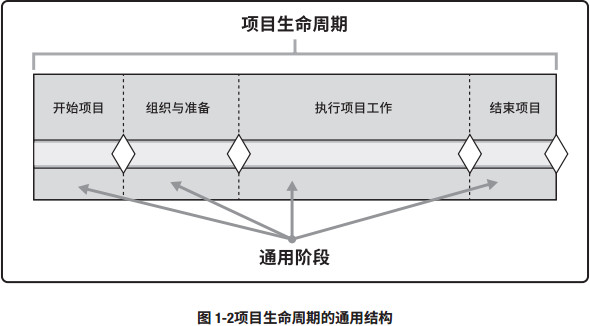 项目生命周期
开始项目
组织与准备
执行项目工作
结束项目
通用阶段
图 1-2项目生命周期的通用结构